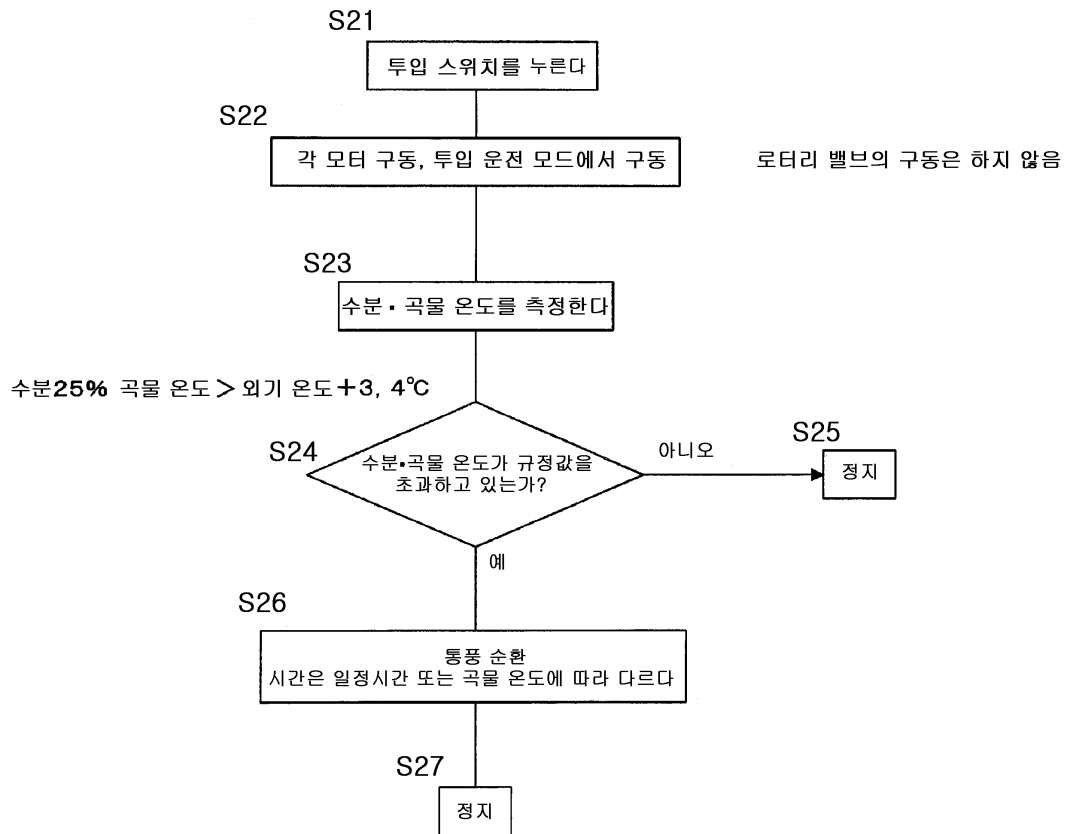 S21
투입 스위치를 누른다
S22
각 모터 구동, 투입 운전 모드에서 구동
로터리 밸브의 구동은 하지 않음
S23
수분・곡물 온도를 측정한다
수분25% 곡물 온도＞외기 온도＋3, 4℃
S24
수분・곡물 온도가 규정값을
초과하고 있는가?
아니오
S25
정지
예
S26
통풍 순환
시간은 일정시간 또는 곡물 온도에 따라 다르다
S27
정지